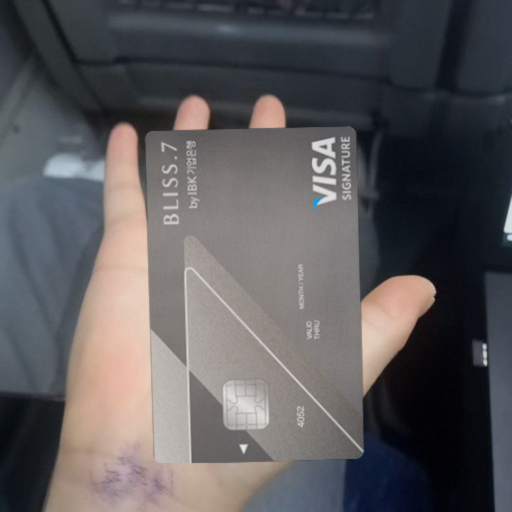 BLISS.7
by IBK기업은행
VISA
SIGNATURE
MONTH / YEAR
VALID
THRU
4052